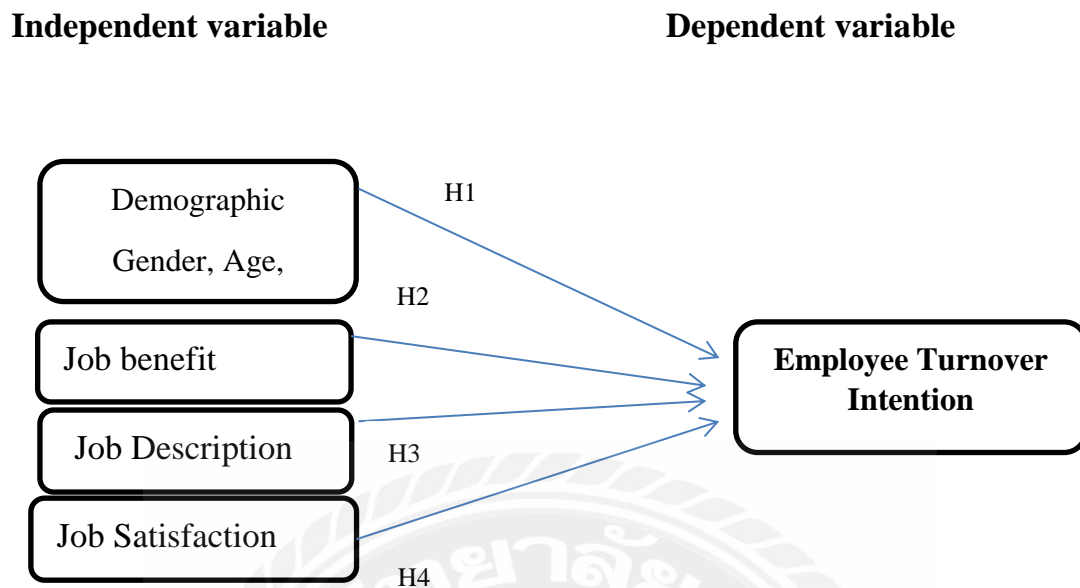 Independent variable
Dependent variable
H1
Demographic
Gender, Age,
H2
Job benefit
Employee Turnover
Intention
Job Description
H3
Job Satisfaction
H4